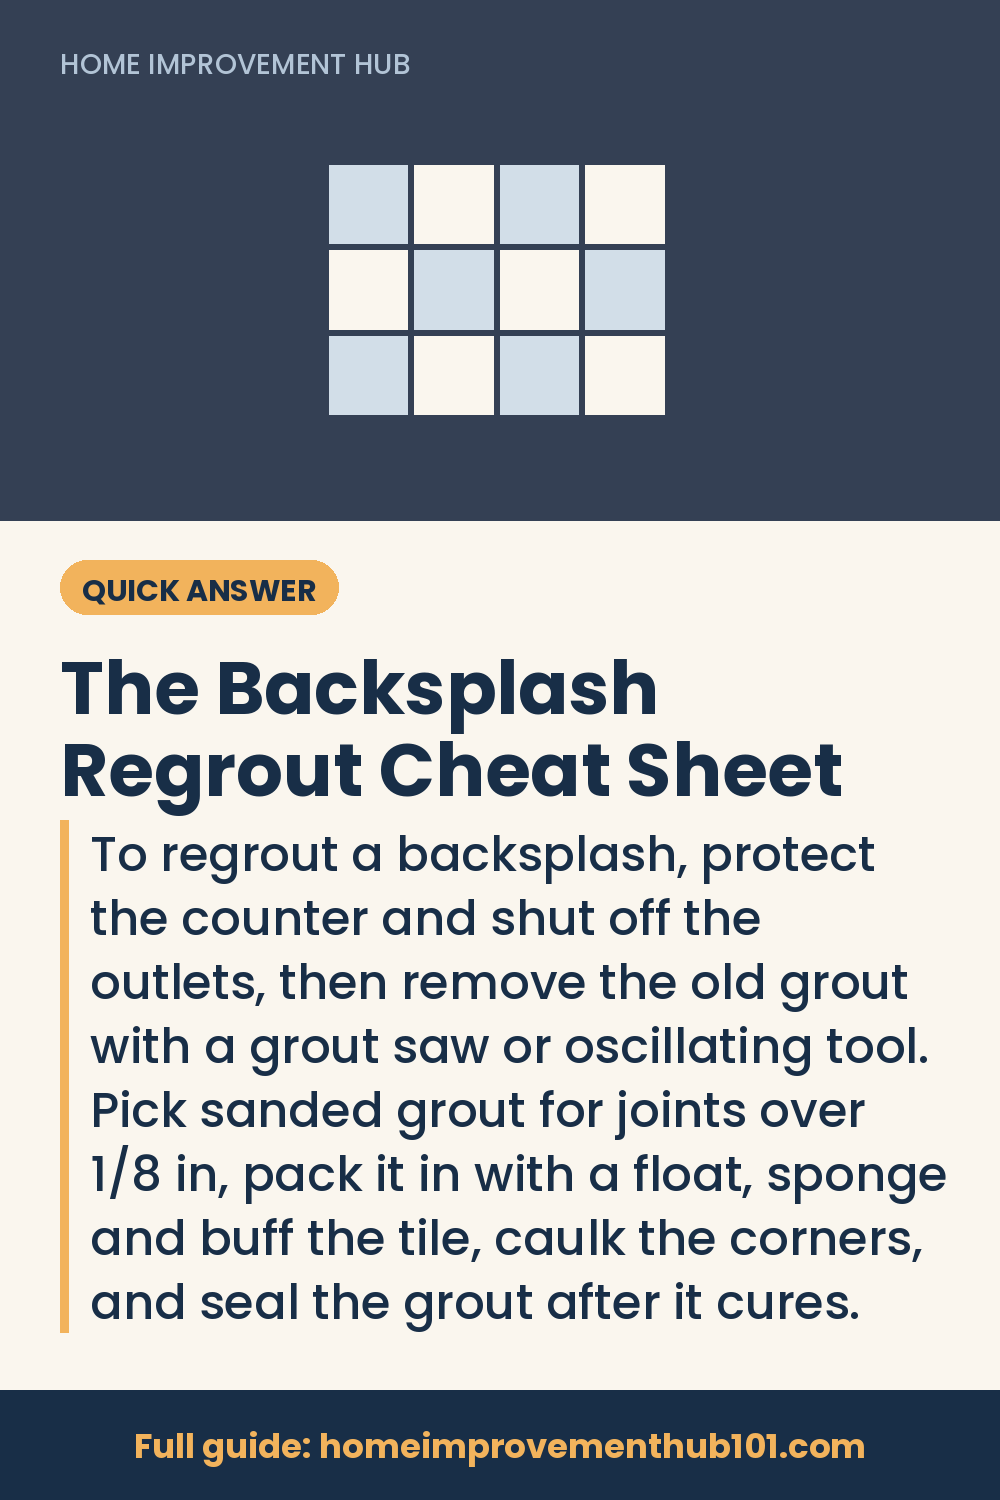 HOME IMPROVEMENT HUB
QUICK ANSWER
The Backsplash
Regrout Cheat Sheet
To regrout a backsplash, protect
the counter and shut off the
outlets, then remove the old grout
with a grout saw or oscillating tool.
Pick sanded grout for joints over
1/8 in, pack it in with a float, sponge
and buff the tile, caulk the corners,
and seal the grout after it cures.
Full guide: homeimprovementhub101.com